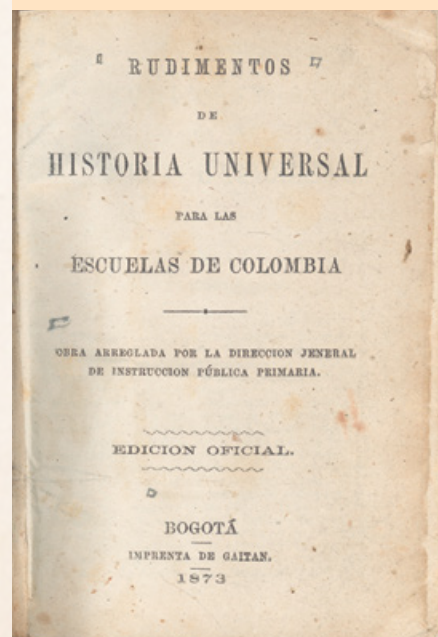 RUDIMENTOS
DE
HISTORIA UNIVERSAL
PARA LAS
ESCUELAS DE COLOMBIA
OBRA ARREGLADA POR LA DIRECCION JENERAL
DE INSTRUCCION PÚBLICA PRIMARIA.
EDICION OFICIAL.
BOGOTÁ
IMPRENTA DE GAITAN.
1873